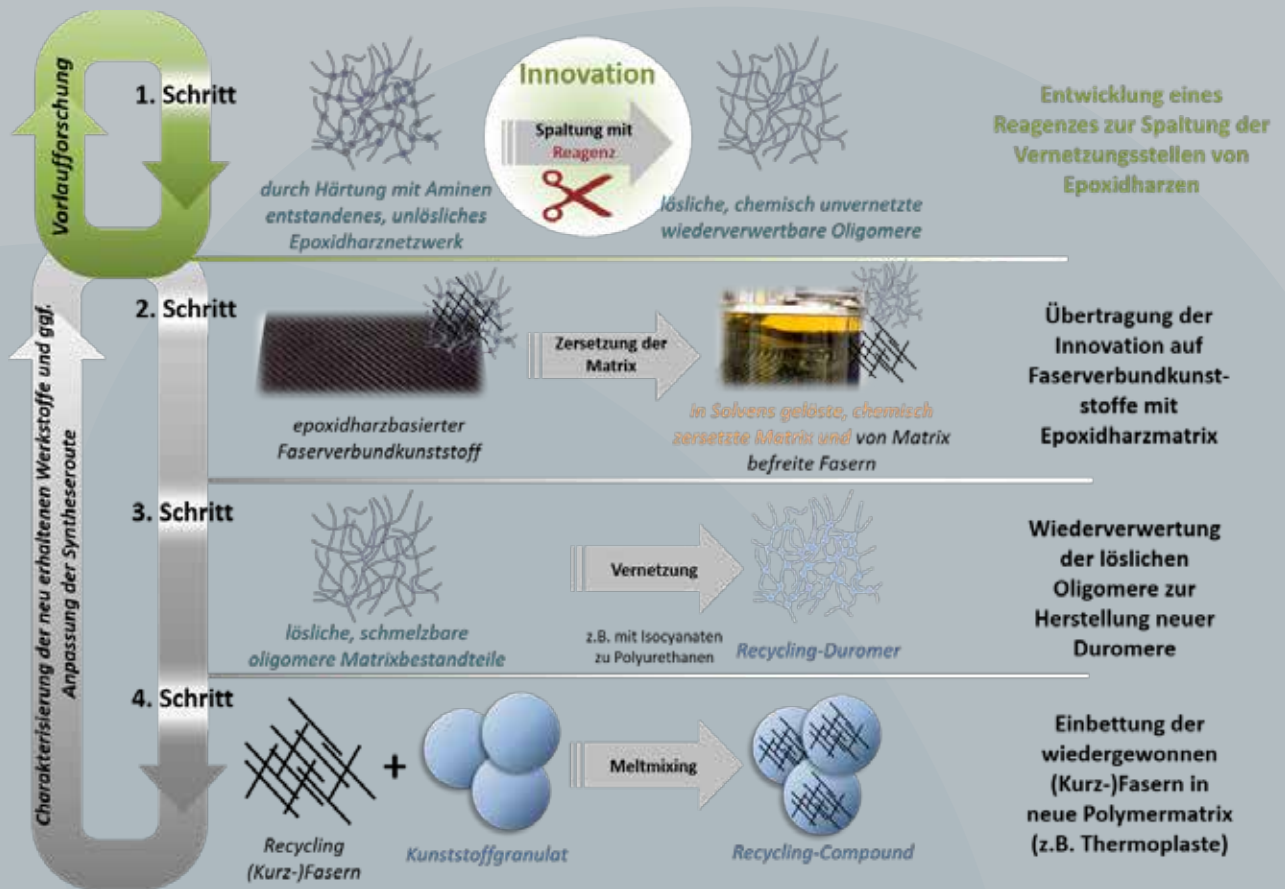 Vorlaufforschung
1. Schritt
durch Härtung mit Aminen
entstandenes, unlösliches
Epoxidharznetzwerk
Innovation
Spaltung mit
Reagenz
lösliche, chemisch unvernetzte
wiederverwertbare Oligomere
Entwicklung eines
Reagenzes zur Spaltung der
Vernetzungsstellen von
Epoxidharzen
Charakterisierung der neu erhaltenen Werkstoffe und ggf.
Anpassung der Syntheseroute
2. Schritt
epoxidharzbasierter
Faserverbundkunststoff
Zersetzung der
Matrix
in Solvens gelöste, chemisch
zersetzte Matrix und von Matrix
befreite Fasern
Übertragung der
Innovation auf
Faserverbundkunst-
stoffe mit
Epoxidharzmatrix
3. Schritt
lösliche, schmelzbare
oligomere Matrixbestandteile
Vernetzung
z.B. mit Isocyanaten
zu Polyurethanen
Recycling-Duromer
Wiederverwertung
der löslichen
Oligomere zur
Herstellung neuer
Duromere
4. Schritt
Recycling
(Kurz-)Fasern
+
Kunststoffgranulat
Meltmixing
Recycling-Compound
Einbettung der
wiedergewonnen
(Kurz-)Fasern in
neue Polymermatrix
(z.B. Thermoplaste)